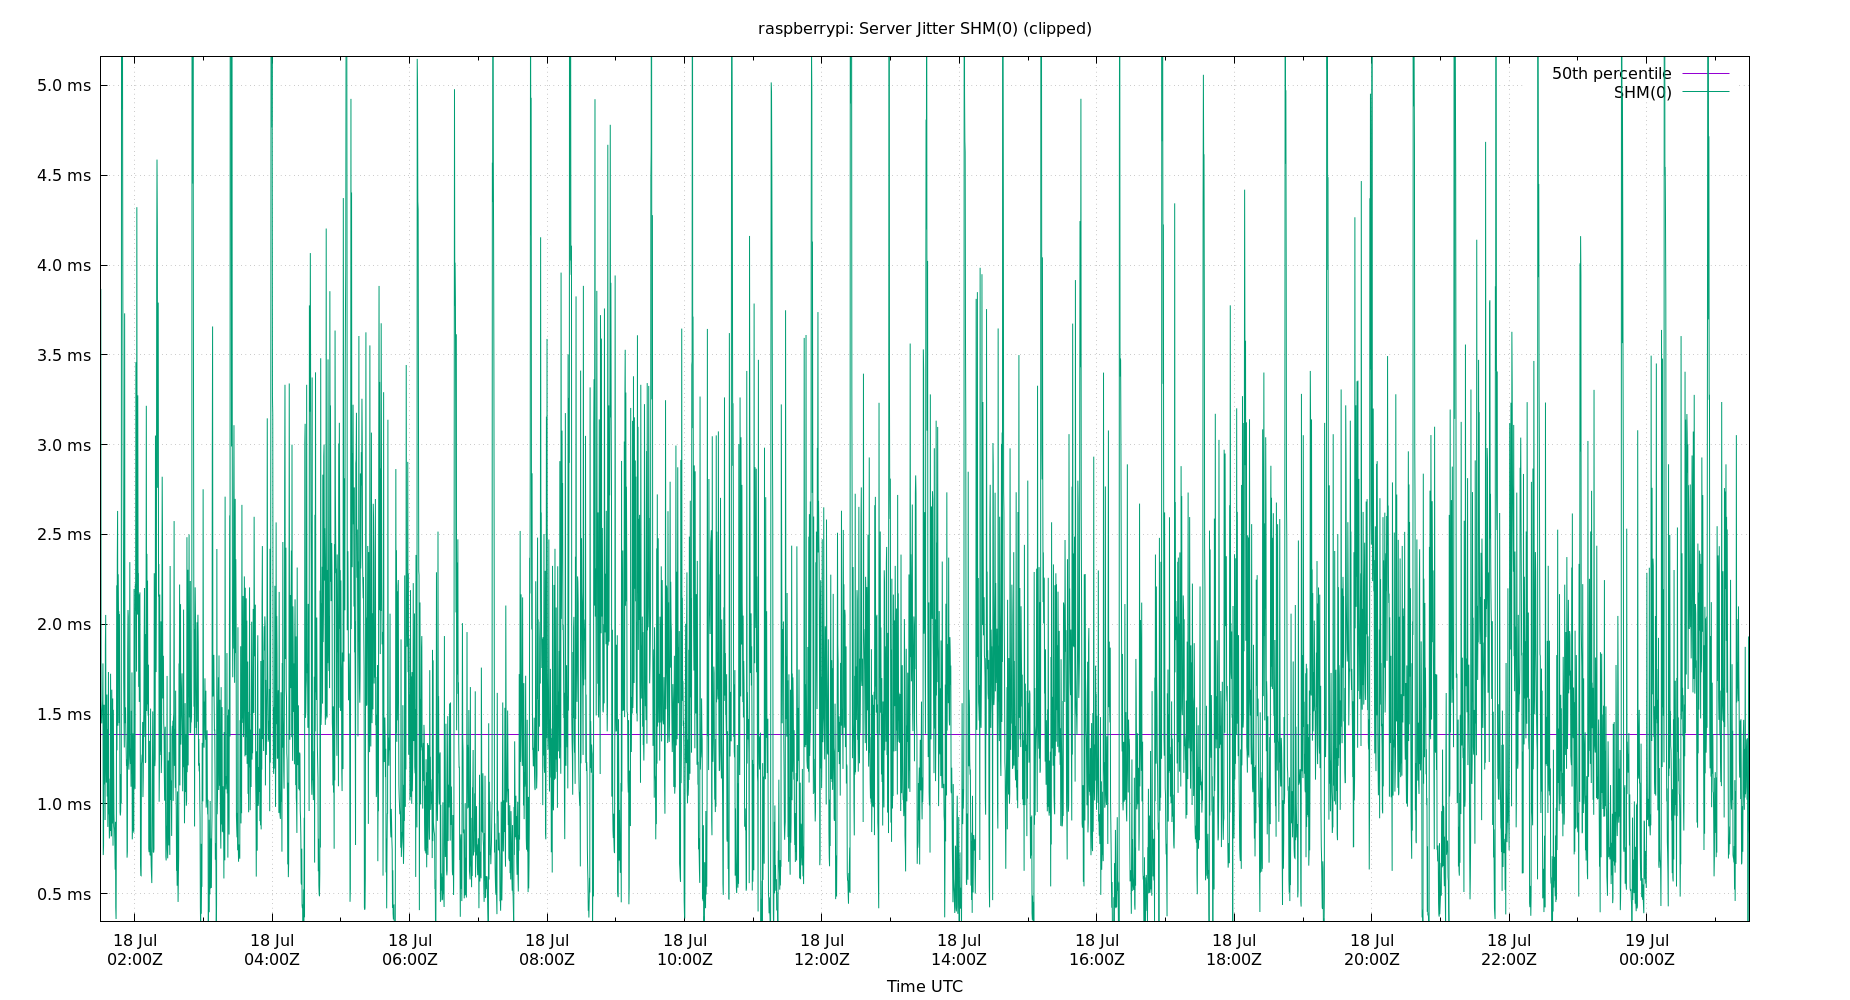 raspberrypi: Server Jitter SHM(0) (clipped)
50th percentile
SHM(0)
5.0 ms
4.5 ms
4.0 ms
3.5 ms
3.0 ms
2.5 ms
2.0 ms
1.5 ms
1.0 ms
0.5 ms
18 Jul 18 Jul 18 Jul 18 Jul 18 Jul 18 Jul 18 Jul 18 Jul 18 Jul 18 Jul 18 Jul 19 Jul
02:00Z 04:00Z 06:00Z 08:00Z 10:00Z 12:00Z 14:00Z 16:00Z 18:00Z 20:00Z 22:00Z 00:00Z
Time UTC